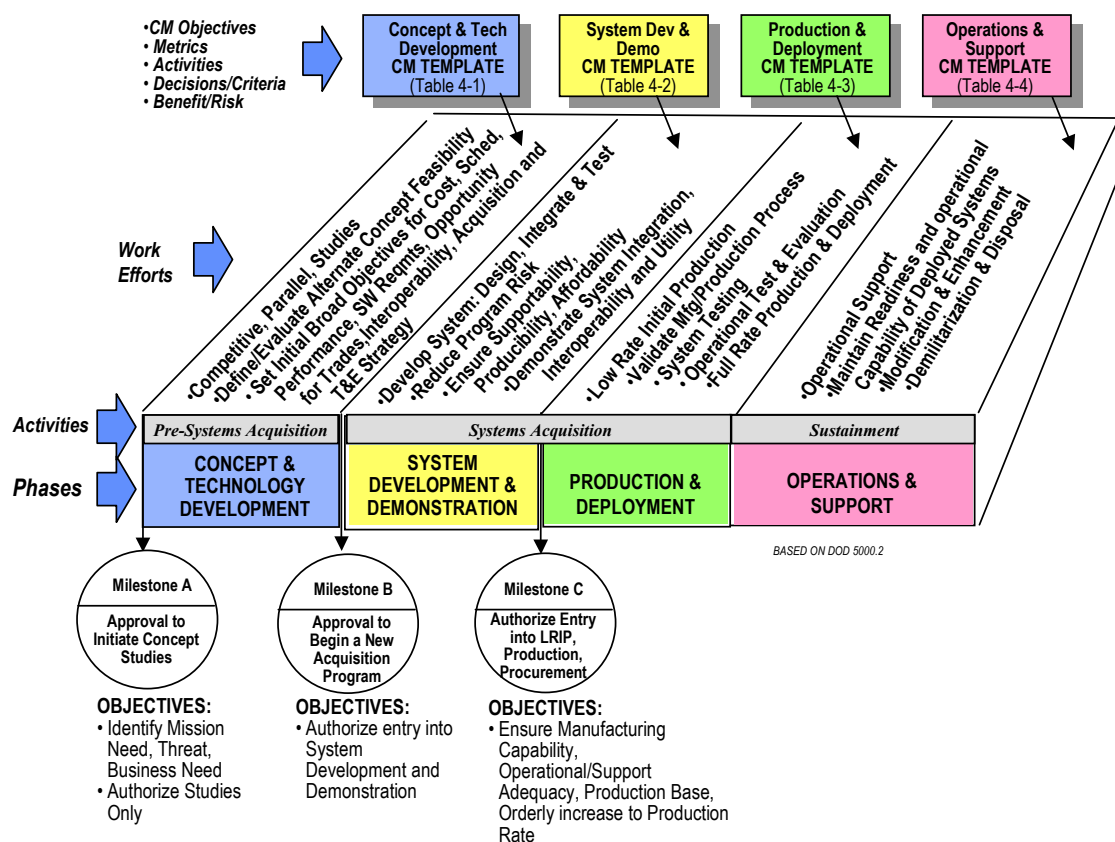 •CM Objectives
• Metrics
• Activities
• Decisions/Criteria
• Benefit/Risk
Concept & Tech
Development
CM TEMPLATE
(Table 4-1)
System Dev &
Demo
CM TEMPLATE
(Table 4-2)
Production &
Deployment
CM TEMPLATE
(Table 4-3)
Operations &
Support
CM TEMPLATE
(Table 4-4)
Work
Efforts
•Competitive, Parallel, Studies
•Define/Evaluate Alternate Concept Feasibility
• Set Initial Broad Objectives for Cost, Sched,
Performance, SW Reqmts, Opportunity
for Trades,Interoperability, Acquisition and
T&E Strategy
•Develop System: Design, Integrate & Test
•Reduce Program Risk
• Ensure Supportability,
Producibility, Affordability
•Demonstrate System Integration,
Interoperability and Utility
•Low Rate Initial Production
•Validate Mfg/Production Process
•System Testing
•Operational Test & Evaluation
•Full Rate Production & Deployment
•Operational Support
•Maintain Readiness and operational
Capability of Deployed Systems
•Modification & Enhancement
•Demilitarization & Disposal
Activities
Pre-Systems Acquisition
Systems Acquisition
Sustainment
Phases
CONCEPT &
TECHNOLOGY
DEVELOPMENT
SYSTEM
DEVELOPMENT &
DEMONSTRATION
PRODUCTION &
DEPLOYMENT
OPERATIONS &
SUPPORT
BASED ON DOD 5000.2
Milestone A
Approval to
Initiate Concept
Studies
Milestone B
Approval to
Begin a New
Acquisition
Program
Milestone C
Authorize Entry
into LRIP,
Production,
Procurement
OBJECTIVES:
• Identify Mission
Need, Threat,
Business Need
• Authorize Studies
Only
OBJECTIVES:
• Authorize entry into
System
Development and
Demonstration
OBJECTIVES:
• Ensure Manufacturing
Capability,
Operational/Support
Adequacy, Production Base,
Orderly increase to Production
Rate